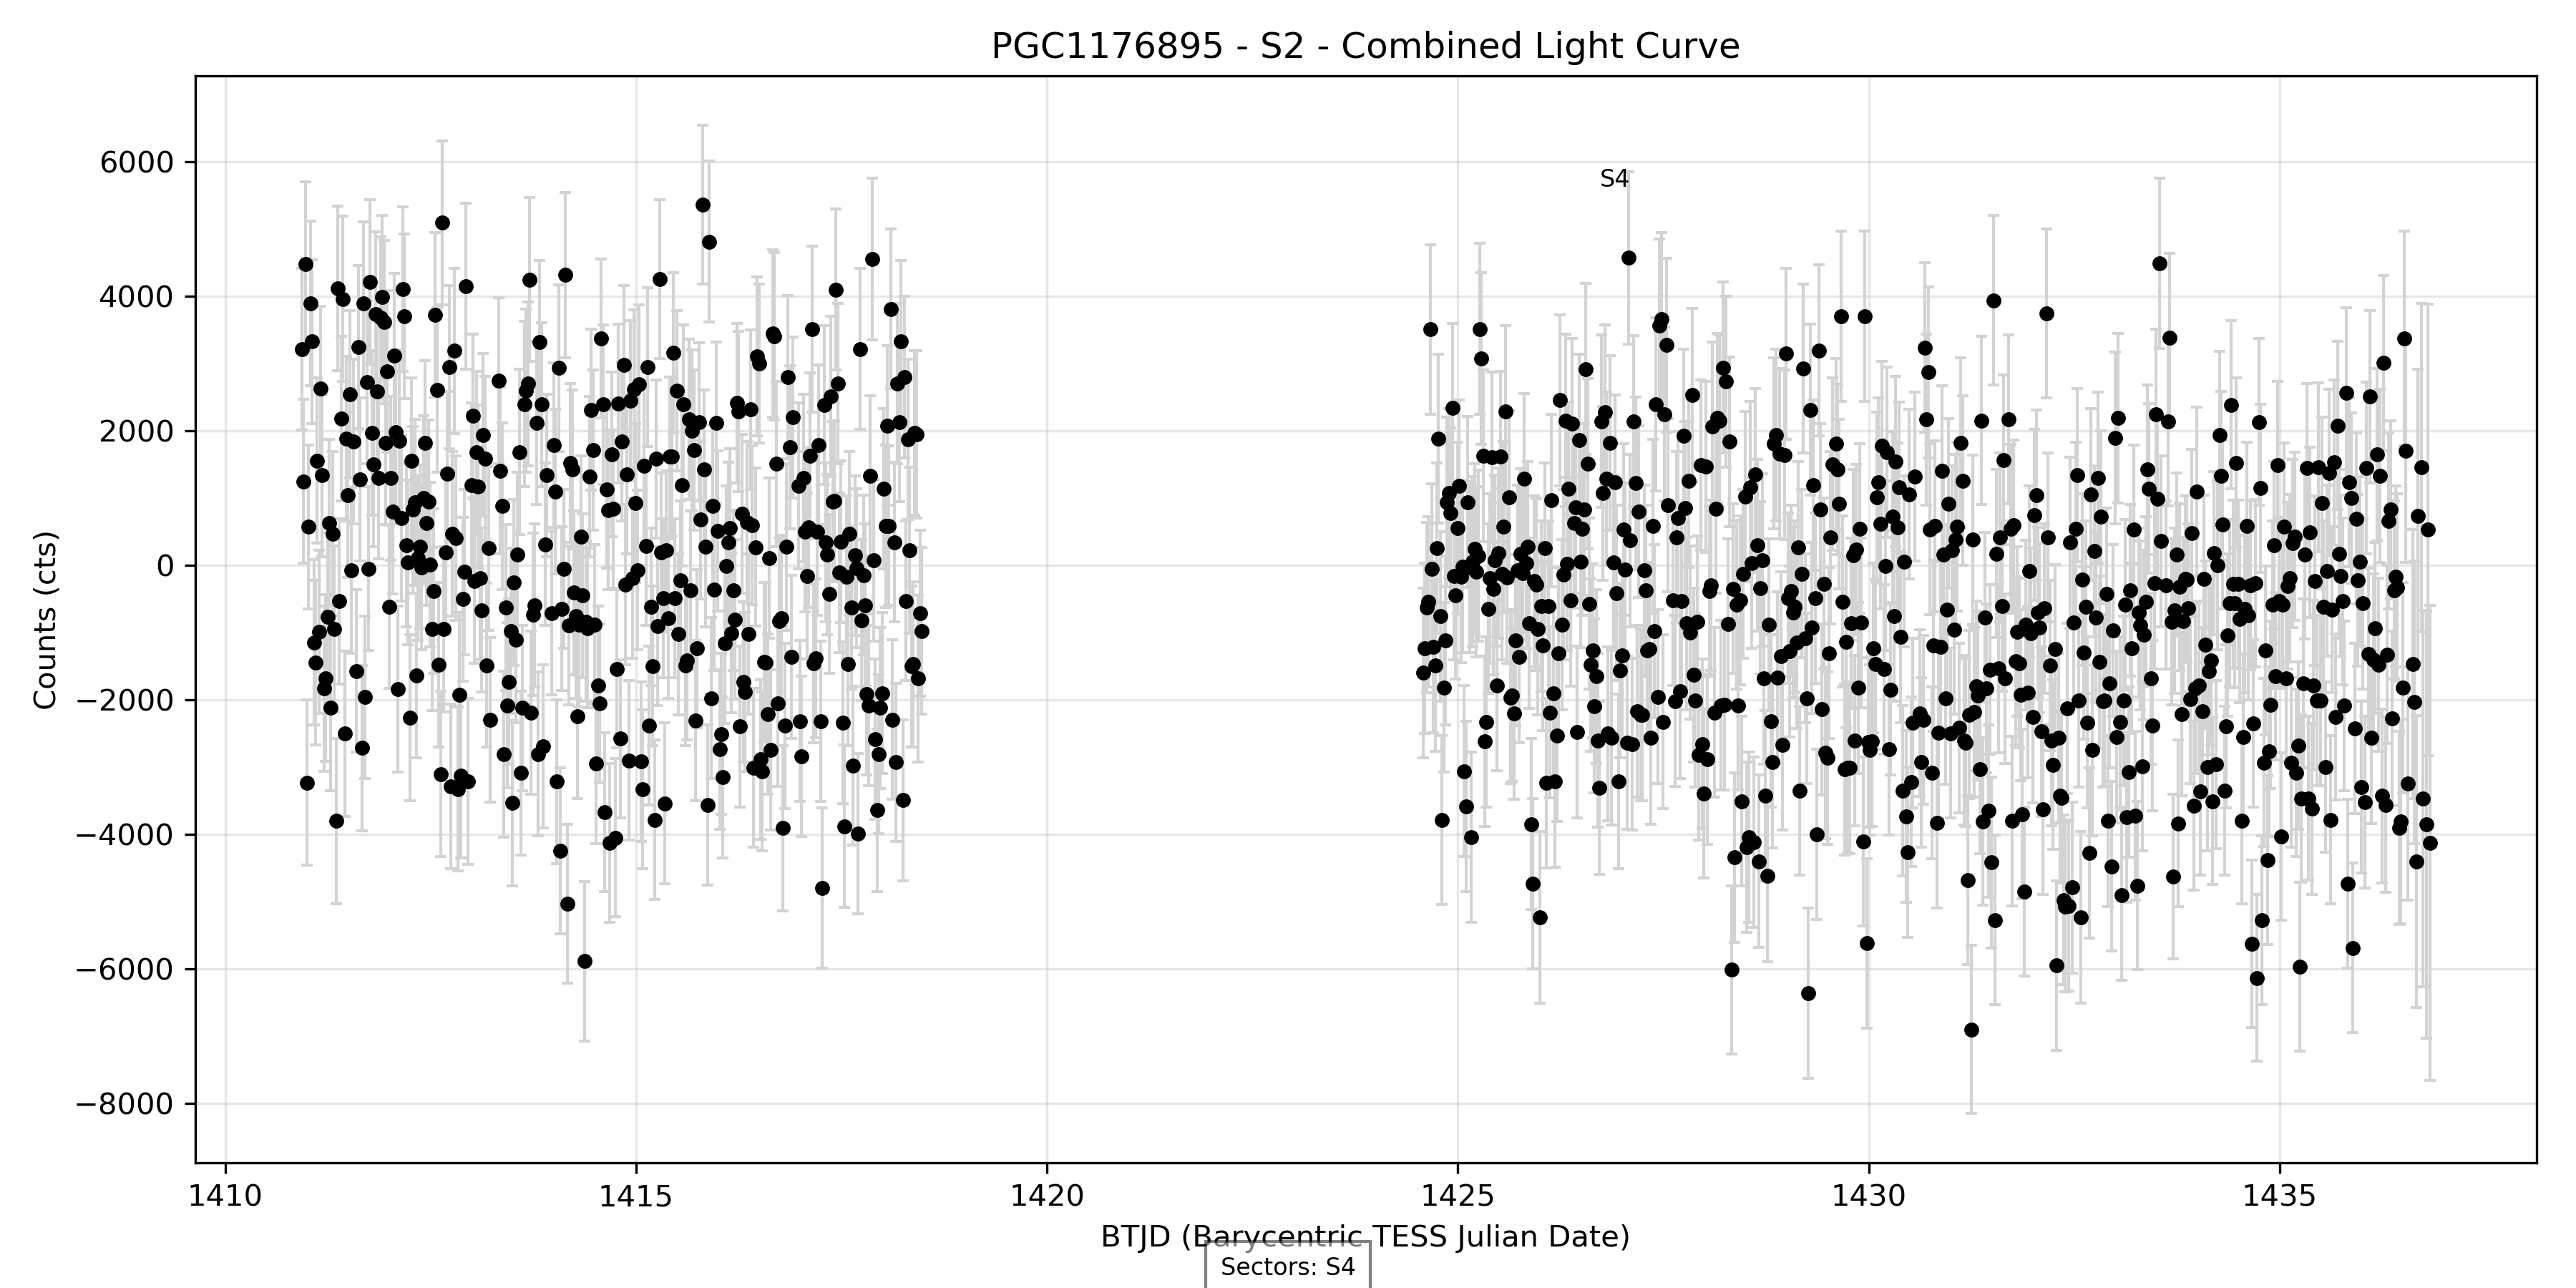 PGC1176895 - S2 - Combined Light Curve
Counts (cts)
6000
4000
2000
0
−2000
−4000
−6000
−8000
S4
1410
1415
1420
1425
1430
1435
BTJD (Barycentric TESS Julian Date)
Sectors: S4